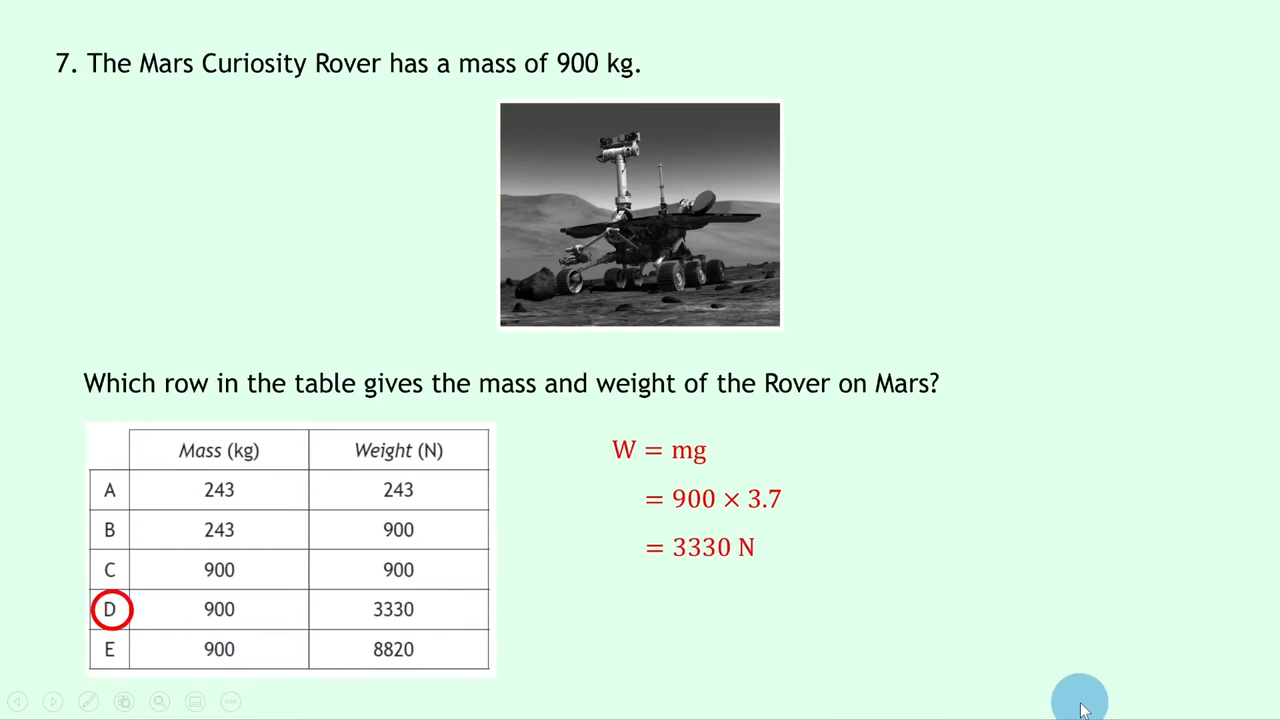 7. The Mars Curiosity Rover has a mass of 900 kg.
Which row in the table gives the mass and weight of the Rover on Mars?
Mass (kg) Weight (N)
A 243 243
B 243 900
C 900 900
D 900 3330
E 900 8820
W = mg
= 900 × 3.7
= 3330 N